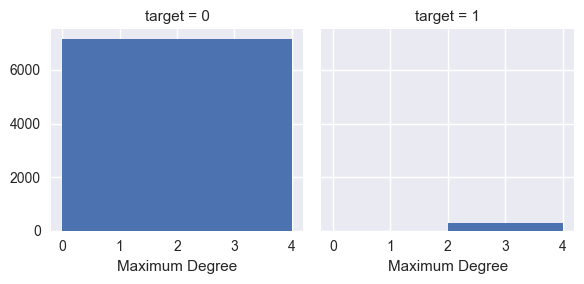 target = 0
target = 1
6000
4000
2000
0
0 1 2 3 4
0 1 2 3 4
Maximum Degree
Maximum Degree